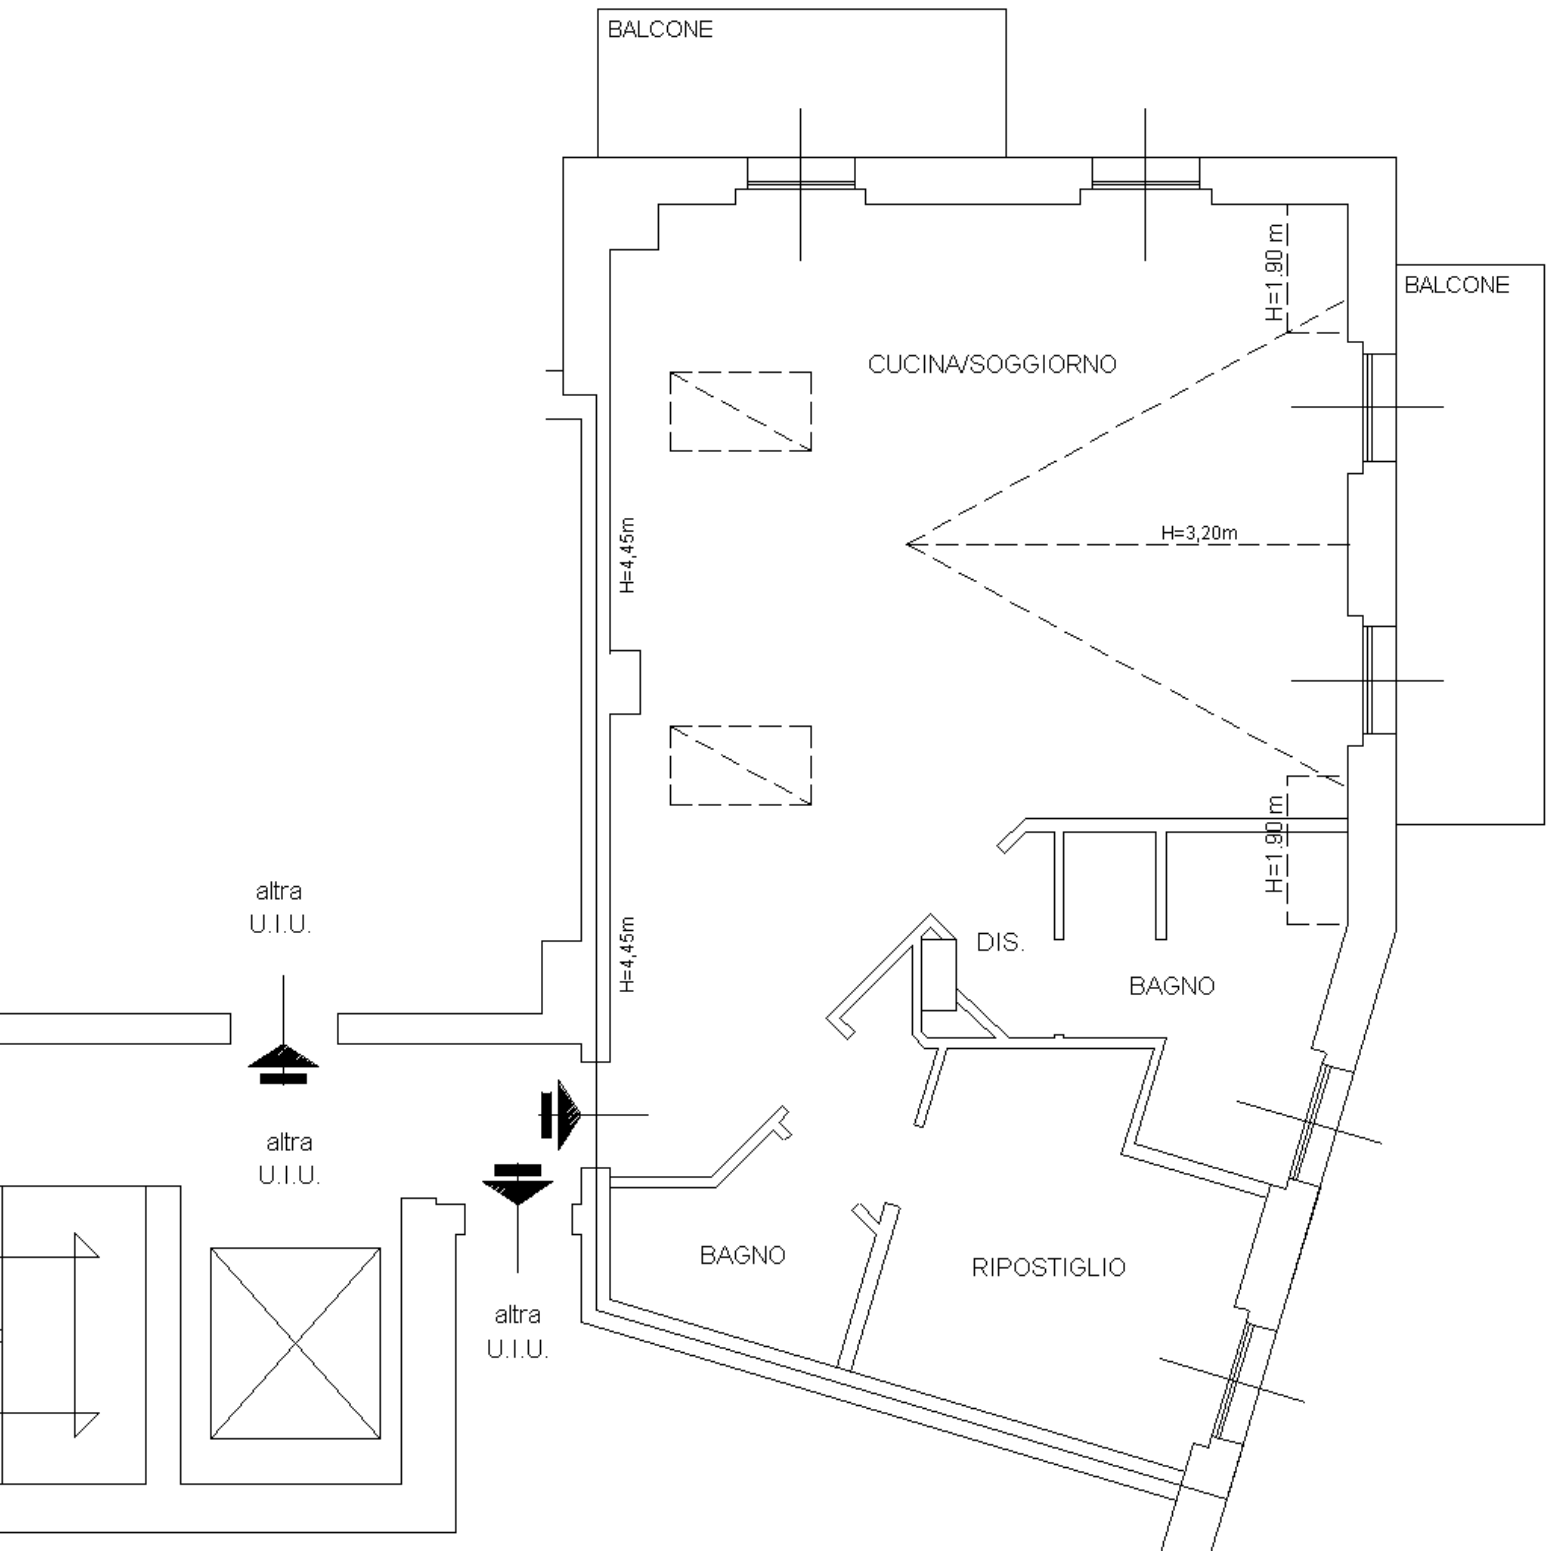 BALCONE
H=1.90 m
BALCONE
CUCINA/SOGGIORNO
H=4,45m
H=3,20m
H=1.90 m
altra
U.I.U.
H=4,45m
DIS.
BAGNO
altra
U.I.U.
BAGNO
RIPOSTIGLIO
altra
U.I.U.